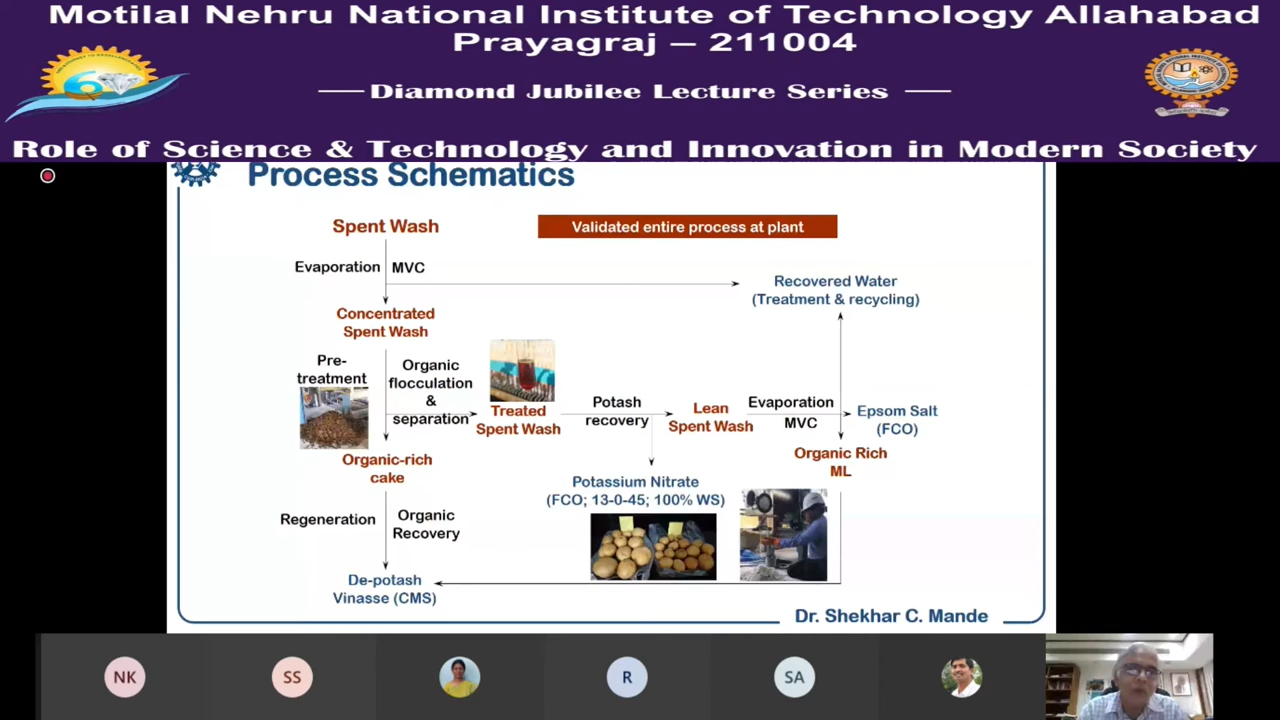 Motilal Nehru National Institute of Technology Allahabad
Prayagraj – 211004
Diamond Jubilee Lecture Series
Role of Science & Technology and Innovation in Modern Society
Process Schematics
Spent Wash
Validated entire process at plant
Evaporation MVC
Recovered Water
(Treatment & recycling)
Concentrated
Spent Wash
Pre-
treatment
Organic
flocculation
&
separation
Treated
Spent Wash
Potash
recovery
Lean
Spent Wash
Evaporation
MVC
Epsom Salt
(FCO)
Organic Rich
ML
Organic-rich
cake
Potassium Nitrate
(FCO; 13-0-45; 100% WS)
Regeneration
Organic
Recovery
De-potash
Vinasse (CMS)
Dr. Shekhar C. Mande
NK
SS
R
SA